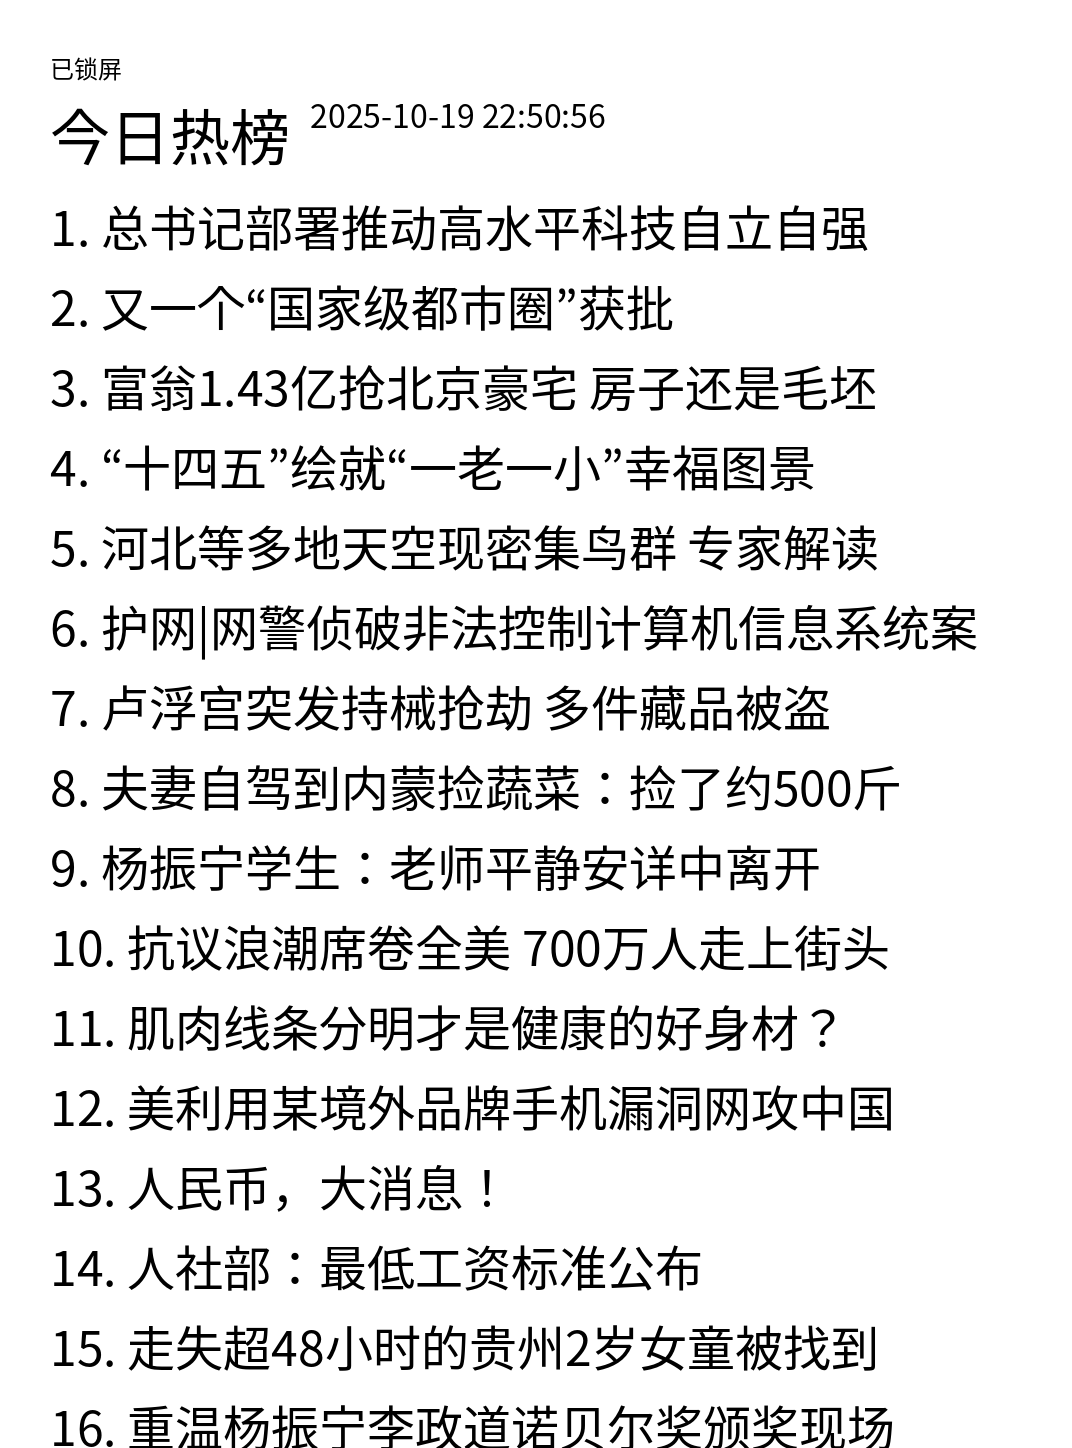 已锁屏
今日热榜 2025-10-19 22:50:56
1. 总书记部署推动高水平科技自立自强
2. 又一个“国家级都市圈”获批
3. 富翁1.43亿抢北京豪宅 房子还是毛坯
4. “十四五”绘就“一老一小”幸福图景
5. 河北等多地天空现密集鸟群 专家解读
6. 护网|网警侦破非法控制计算机信息系统案
7. 卢浮宫突发持械抢劫 多件藏品被盗
8. 夫妻自驾到内蒙捡蔬菜：捡了约500斤
9. 杨振宁学生：老师平静安详中离开
10. 抗议浪潮席卷全美 700万人走上街头
11. 肌肉线条分明才是健康的好身材？
12. 美利用某境外品牌手机漏洞网攻中国
13. 人民币，大消息！
14. 人社部：最低工资标准公布
15. 走失超48小时的贵州2岁女童被找到
16. 重温杨振宁李政道诺贝尔奖颁奖现场